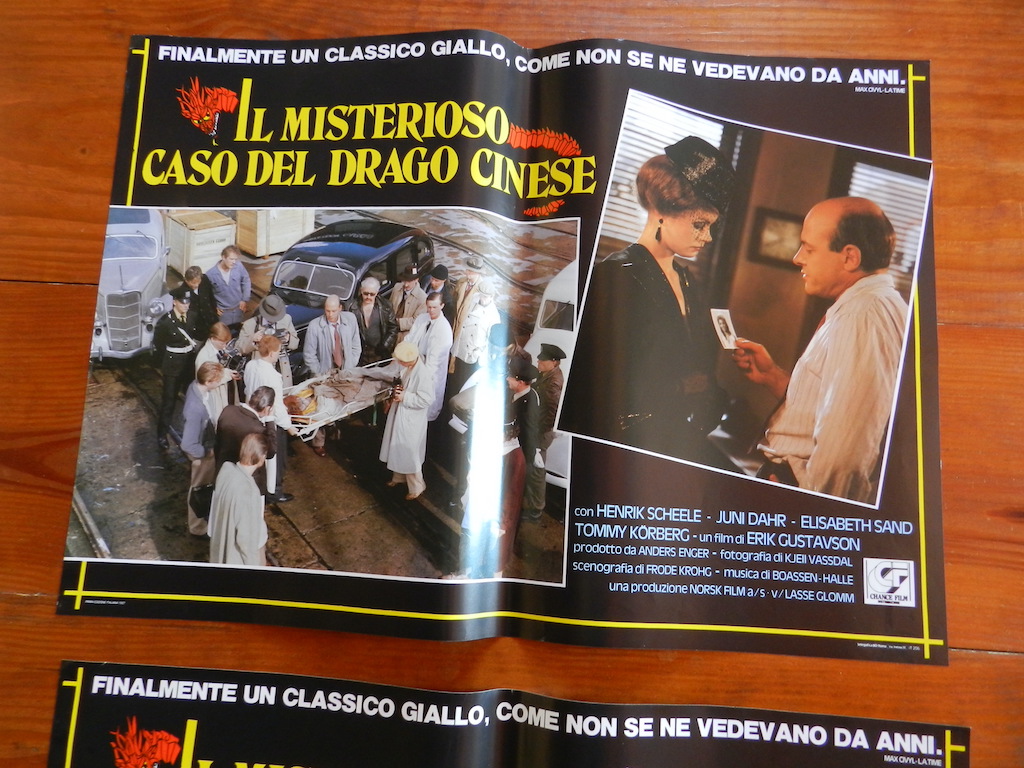 FINALMENTE UN CLASSICO GIALLO, COME NON SE NE VEDEVANO DA ANNI.
MAX CIVYL-LA TIME
IL MISTERIOSO
CASO DEL DRAGO CINESE
con HENRIK SCHEELE - JUNI DAHR - ELISABETH SAND
TOMMY KÖRBERG - un film di ERIK GUSTAVSON
prodotto da ANDERS ENGER - fotografia di KJEII VASSDAL
scenografia di FRODE KROHG - musica di BOASSEN-HALLE
una produzione NORSK FILM a/s - v/LASSE GLOMM
CHANCE FILM
FINALMENTE UN CLASSICO GIALLO, COME NON SE NE VEDEVANO DA ANNI.
MAX CIVYL-LA TIME